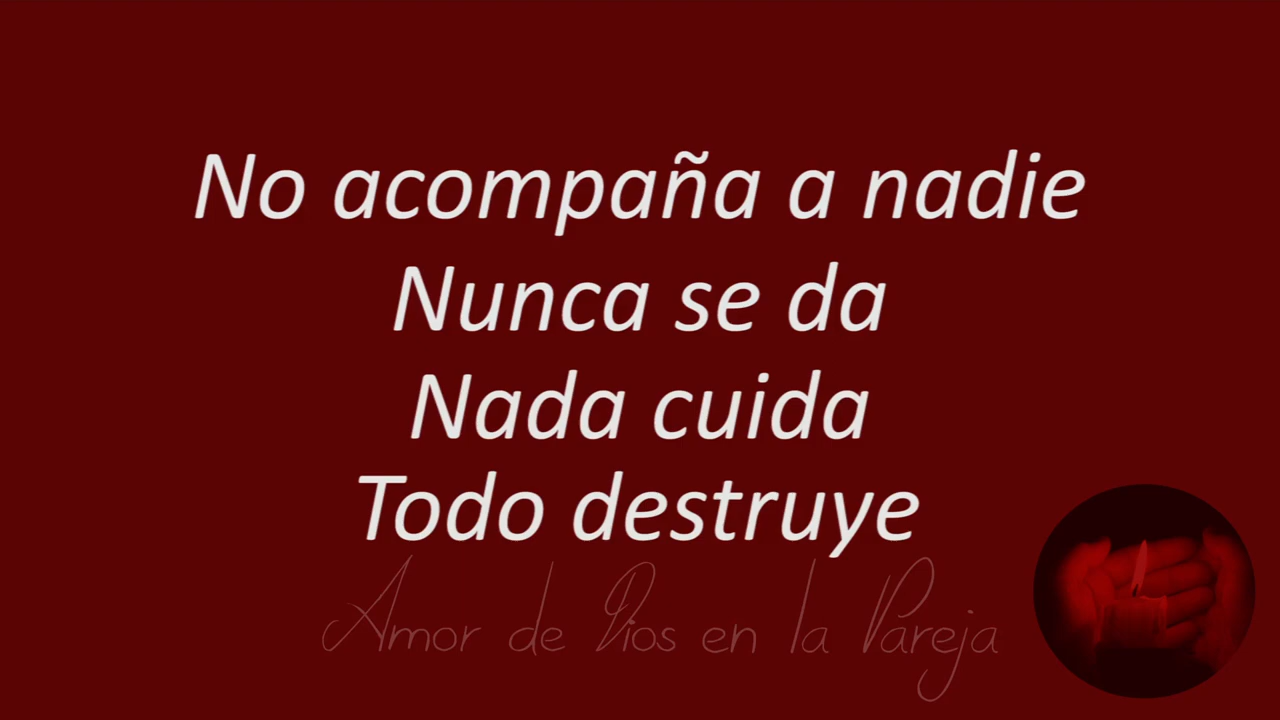 No acompaña a nadie
Nunca se da
Nada cuida
Todo destruye
Amor de Dios en la Pareja